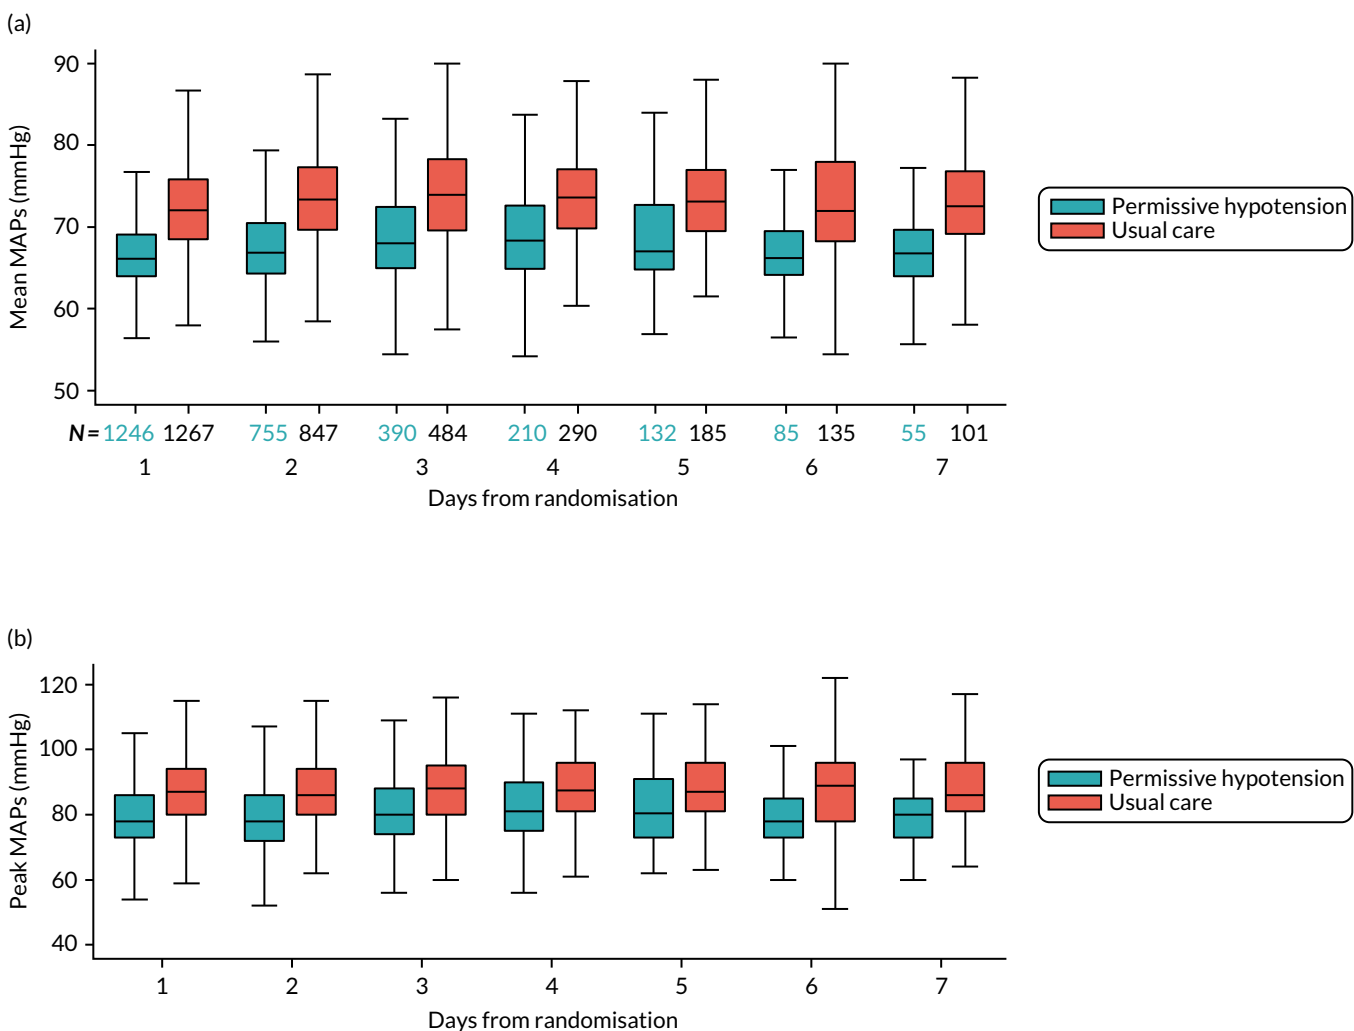 (a)
90
80
70
60
50
Mean MAPs (mmHg)
Permissive hypotension
Usual care
N= 1246 1267 755 847 390 484 210 290 132 185 85 135 55 101
1 2 3 4 5 6 7
Days from randomisation
(b)
120
100
80
60
40
Peak MAPs (mmHg)
Permissive hypotension
Usual care
1 2 3 4 5 6 7
Days from randomisation